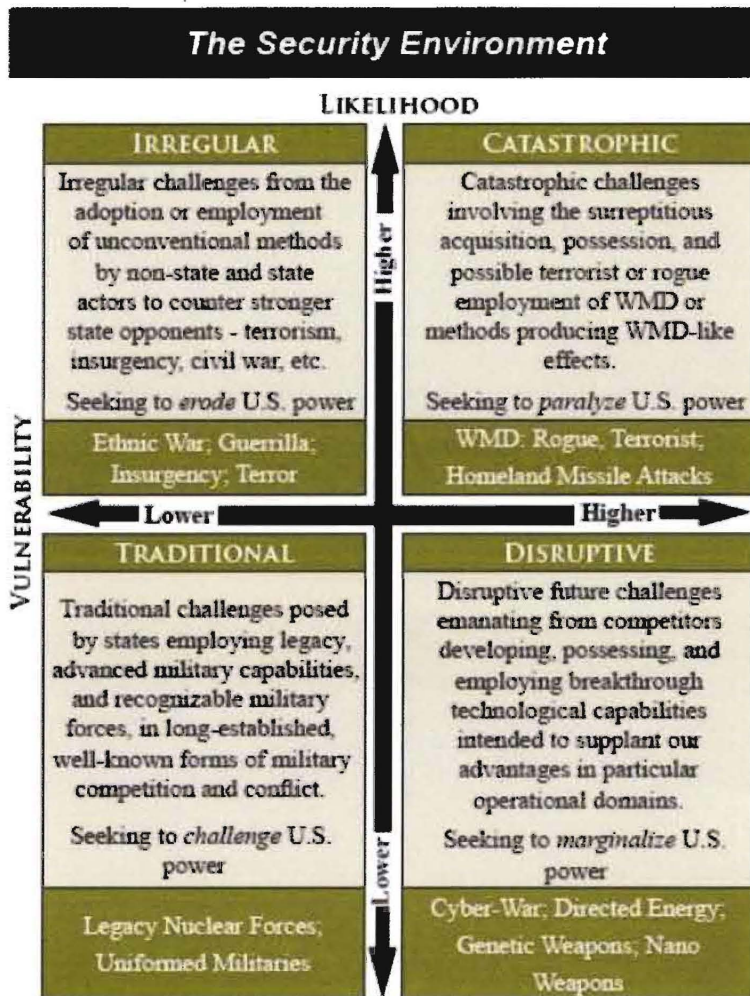 The Security Environment
LIKELIHOOD
IRREGULAR
Irregular challenges from the
adoption or employment
of unconventional methods
by non-state and state
actors to counter stronger
state opponents - terrorism,
insurgency, civil war, etc.
Seeking to erode U.S. power
Ethnic War; Guerrilla;
Insurgency; Terror
Higher
CATASTROPHIC
Catastrophic challenges
involving the surreptitious
acquisition, possession, and
possible terrorist or rogue
employment of WMD or
methods producing WMD-like
effects.
Seeking to paralyze U.S. power
WMD: Rogue, Terrorist;
Homeland Missile Attacks
VULNERABILITY
Lower
Higher
TRADITIONAL
Traditional challenges posed
by states employing legacy,
advanced military capabilities,
and recognizable military
forces, in long-established,
well-known forms of military
competition and conflict.
Seeking to challenge U.S.
power
Legacy Nuclear Forces;
Uniformed Militaries
Lower
DISRUPTIVE
Disruptive future challenges
emanating from competitors
developing, possessing, and
employing breakthrough
technological capabilities
intended to supplant our
advantages in particular
operational domains.
Seeking to marginalize U.S.
power
Cyber-War; Directed Energy;
Genetic Weapons; Nano
Weapons